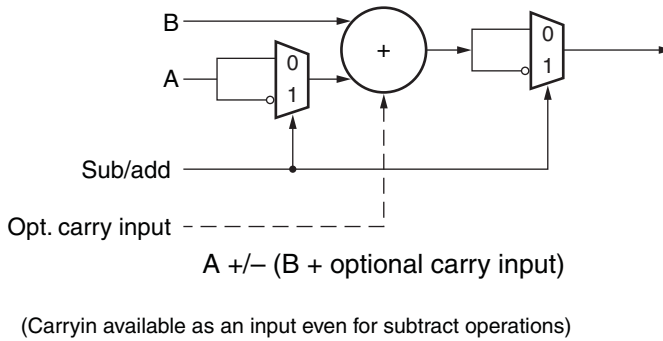 B
+
0
1
0
1
A
Sub/add
Opt. carry input
A +/– (B + optional carry input)
(Carryin available as an input even for subtract operations)